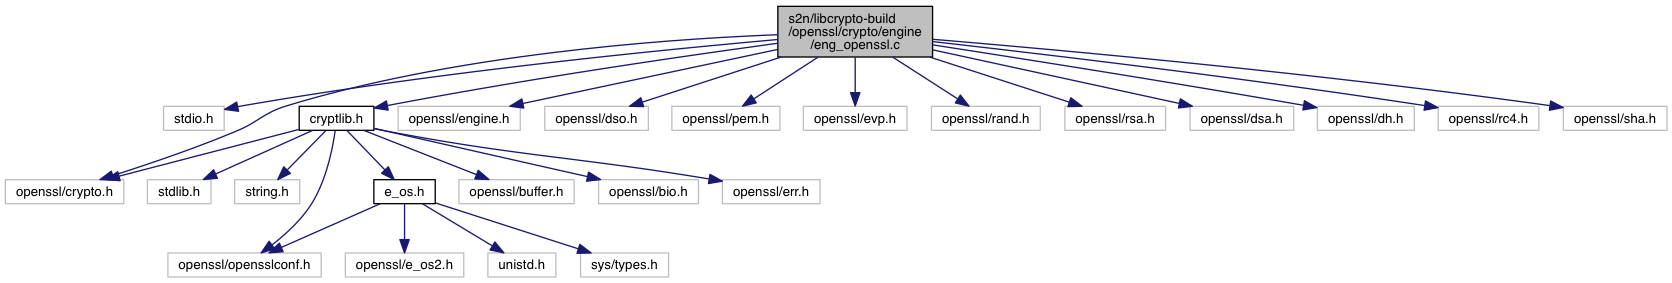 s2n/libcrypto-build
/openssl/crypto/engine
/eng_openssl.c
stdio.h
cryptlib.h
openssl/engine.h
openssl/dso.h
openssl/pem.h
openssl/evp.h
openssl/rand.h
openssl/rsa.h
openssl/dsa.h
openssl/dh.h
openssl/rc4.h
openssl/sha.h
openssl/crypto.h
stdlib.h
string.h
e_os.h
openssl/buffer.h
openssl/bio.h
openssl/err.h
openssl/opensslconf.h
openssl/e_os2.h
unistd.h
sys/types.h